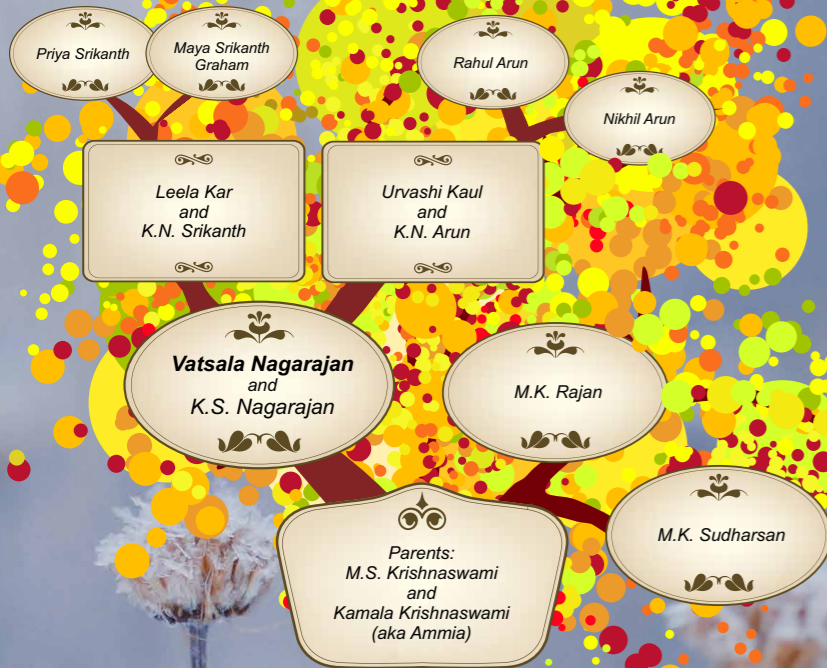 Priya Srikanth
Maya Srikanth
Graham
Rahul Arun
Nikhil Arun
Leela Kar
and
K.N. Srikanth
Urvashi Kaul
and
K.N. Arun
Vatsala Nagarajan
and
K.S. Nagarajan
M.K. Rajan
M.K. Sudharsan
Parents:
M.S. Krishnaswami
and
Kamala Krishnaswami
(aka Ammia)